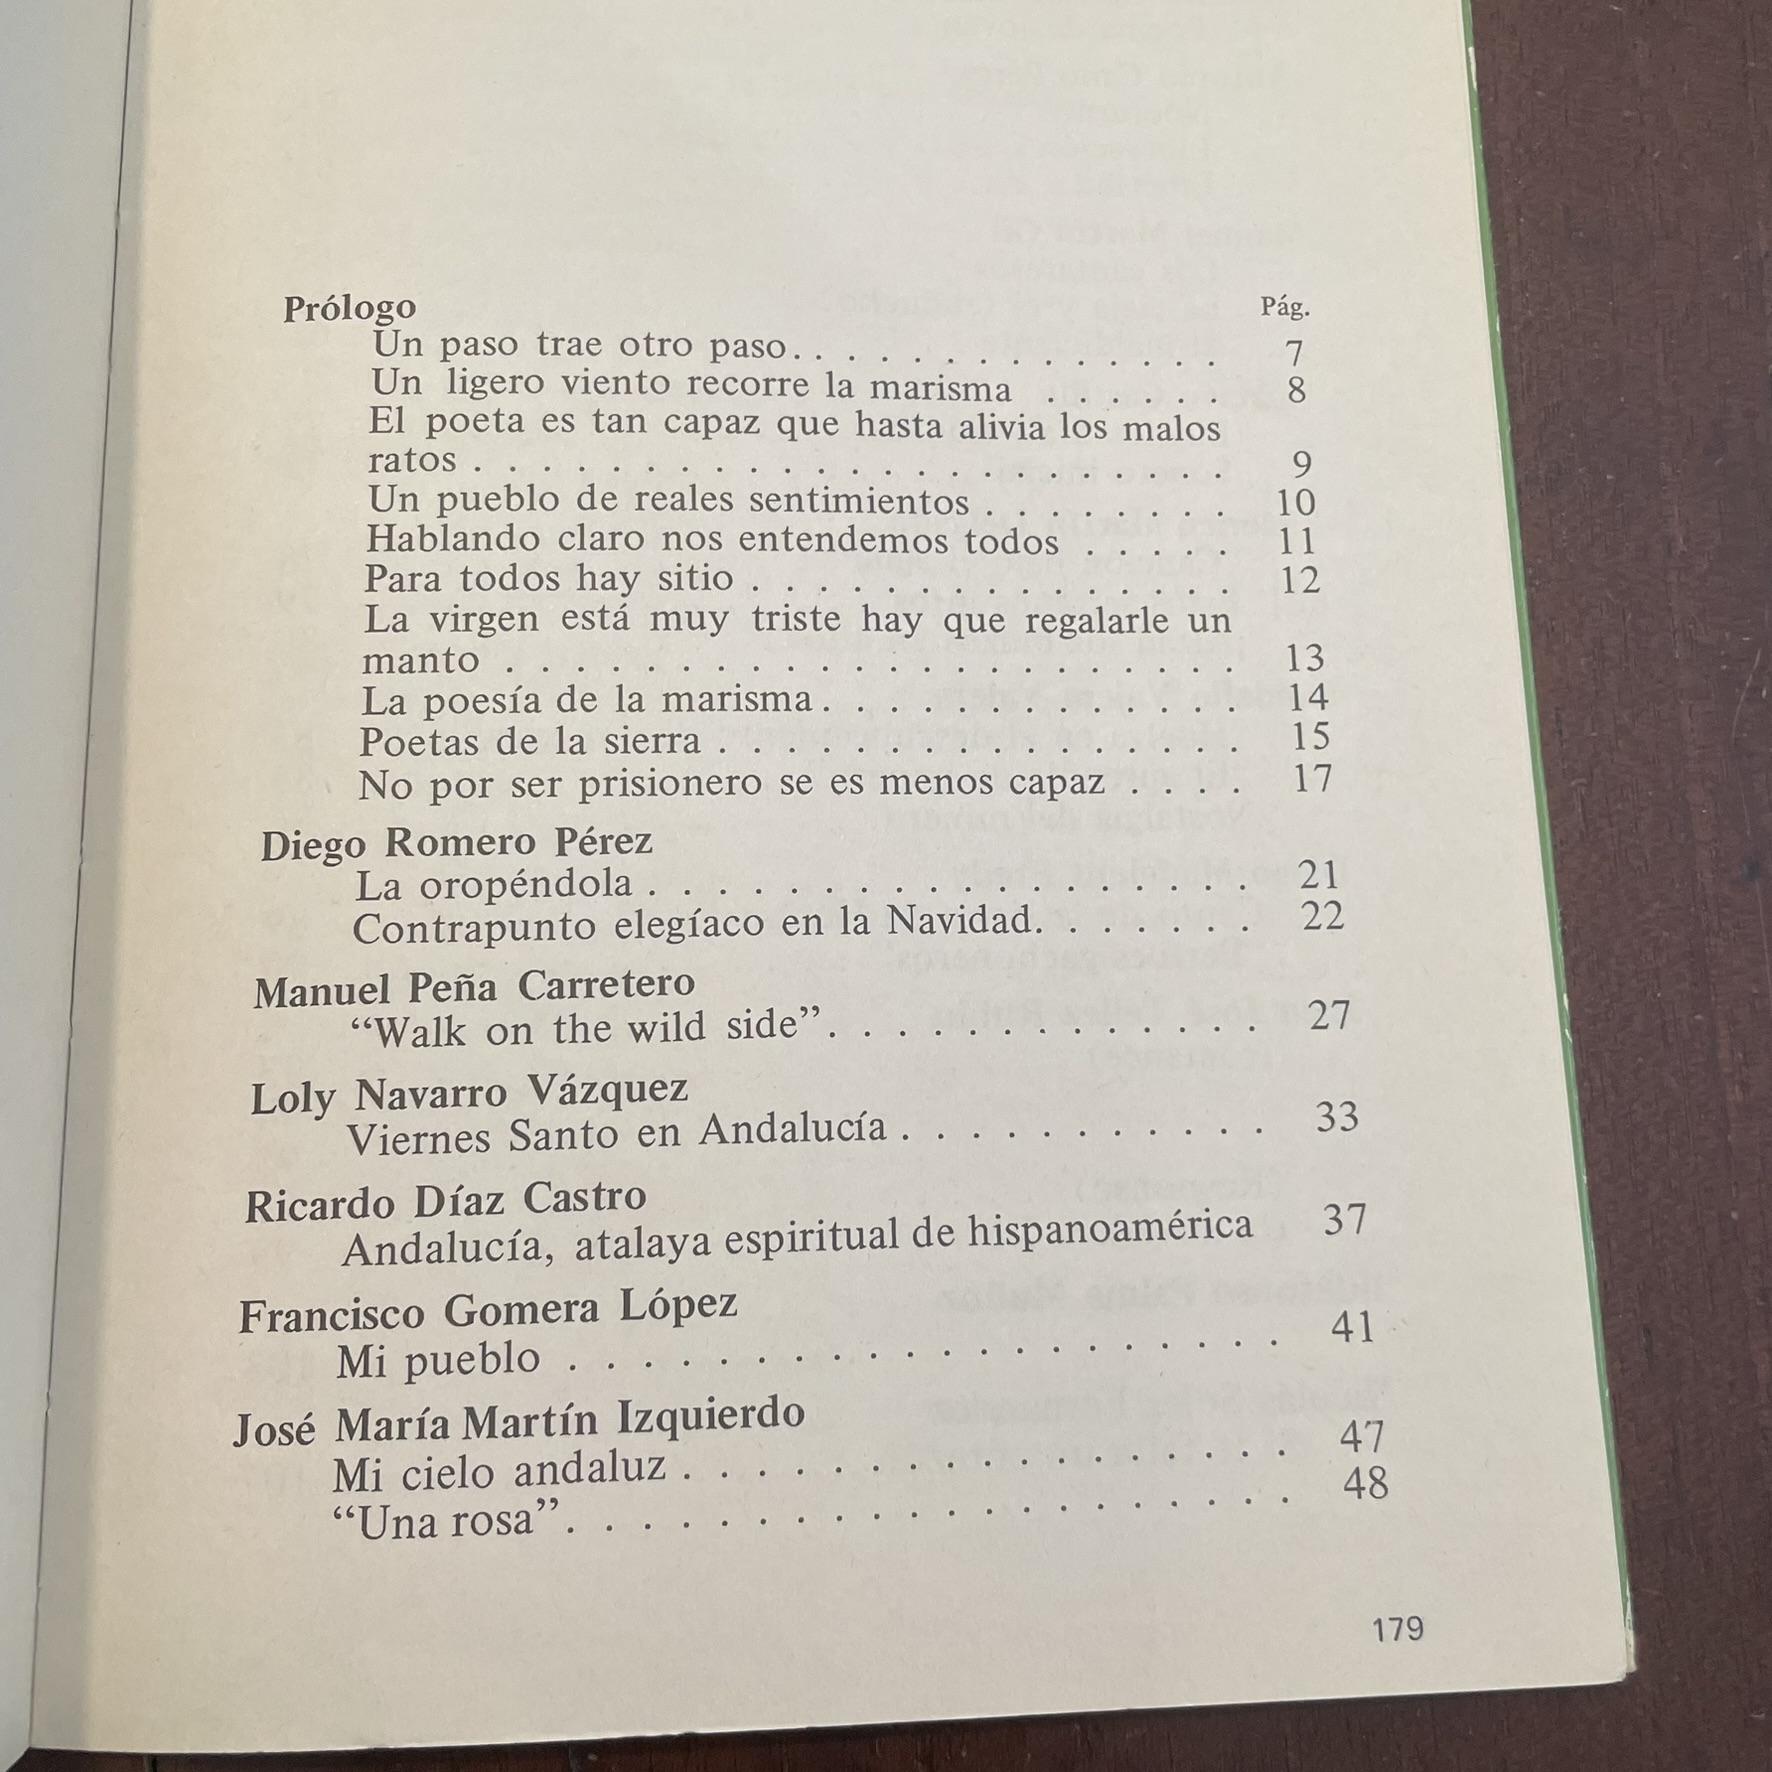 Prólogo Pág.
Un paso trae otro paso. . . . . . . . . . . . . . 7
Un ligero viento recorre la marisma . . . . . . 8
El poeta es tan capaz que hasta alivia los malos
ratos . . . . . . . . . . . . . . . . . . . . . . 9
Un pueblo de reales sentimientos . . . . . . . . 10
Hablando claro nos entendemos todos . . . . . 11
Para todos hay sitio . . . . . . . . . . . . . . 12
La virgen está muy triste hay que regalarle un
manto . . . . . . . . . . . . . . . . . . . . . 13
La poesía de la marisma . . . . . . . . . . . . . 14
Poetas de la sierra . . . . . . . . . . . . . . . . 15
No por ser prisionero se es menos capaz . . . . 17
Diego Romero Pérez
La oropéndola . . . . . . . . . . . . . . . . . . 21
Contrapunto elegíaco en la Navidad. . . . . . . 22
Manuel Peña Carretero
“Walk on the wild side”. . . . . . . . . . . . . 27
Loly Navarro Vázquez
Viernes Santo en Andalucía . . . . . . . . . . . 33
Ricardo Díaz Castro
Andalucía, atalaya espiritual de hispanoamérica 37
Francisco Gomera López
Mi pueblo . . . . . . . . . . . . . . . . . . . 41
José María Martín Izquierdo
Mi cielo andaluz . . . . . . . . . . . . . . . . . 47
“Una rosa”. . . . . . . . . . . . . . . . . . . . 48
179